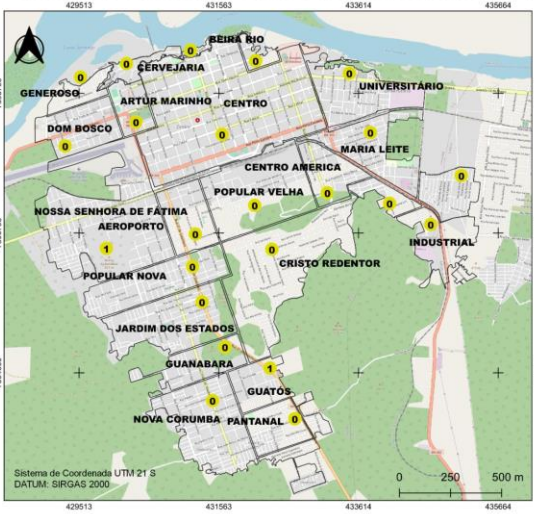 429513 431563 433614 435664
BEIRA RIO
0
0
0
CERVEJARIA
0
0
GENEROSO
UNIVERSITÁRIO
ARTUR MARINHO
CENTRO
0
DOM BOSCO
0
0
MARIA LEITE
0
CENTRO AMERICA
0
POPULAR VELHA
0
0
0
NOSSA SENHORA DE FÁTIMA
AEROPORTO
0
0
INDUSTRIAL
1
0
CRISTO REDENTOR
0
POPULAR NOVA
0
JARDIM DOS ESTADOS
0
GUANABARA
1
GUATÓS
0
NOVA CORUMBA
PANTANAL
0
Sistema de Coordenada UTM 21 S
DATUM: SIRGAS 2000
0 250 500 m
429513 431563 433614 435664